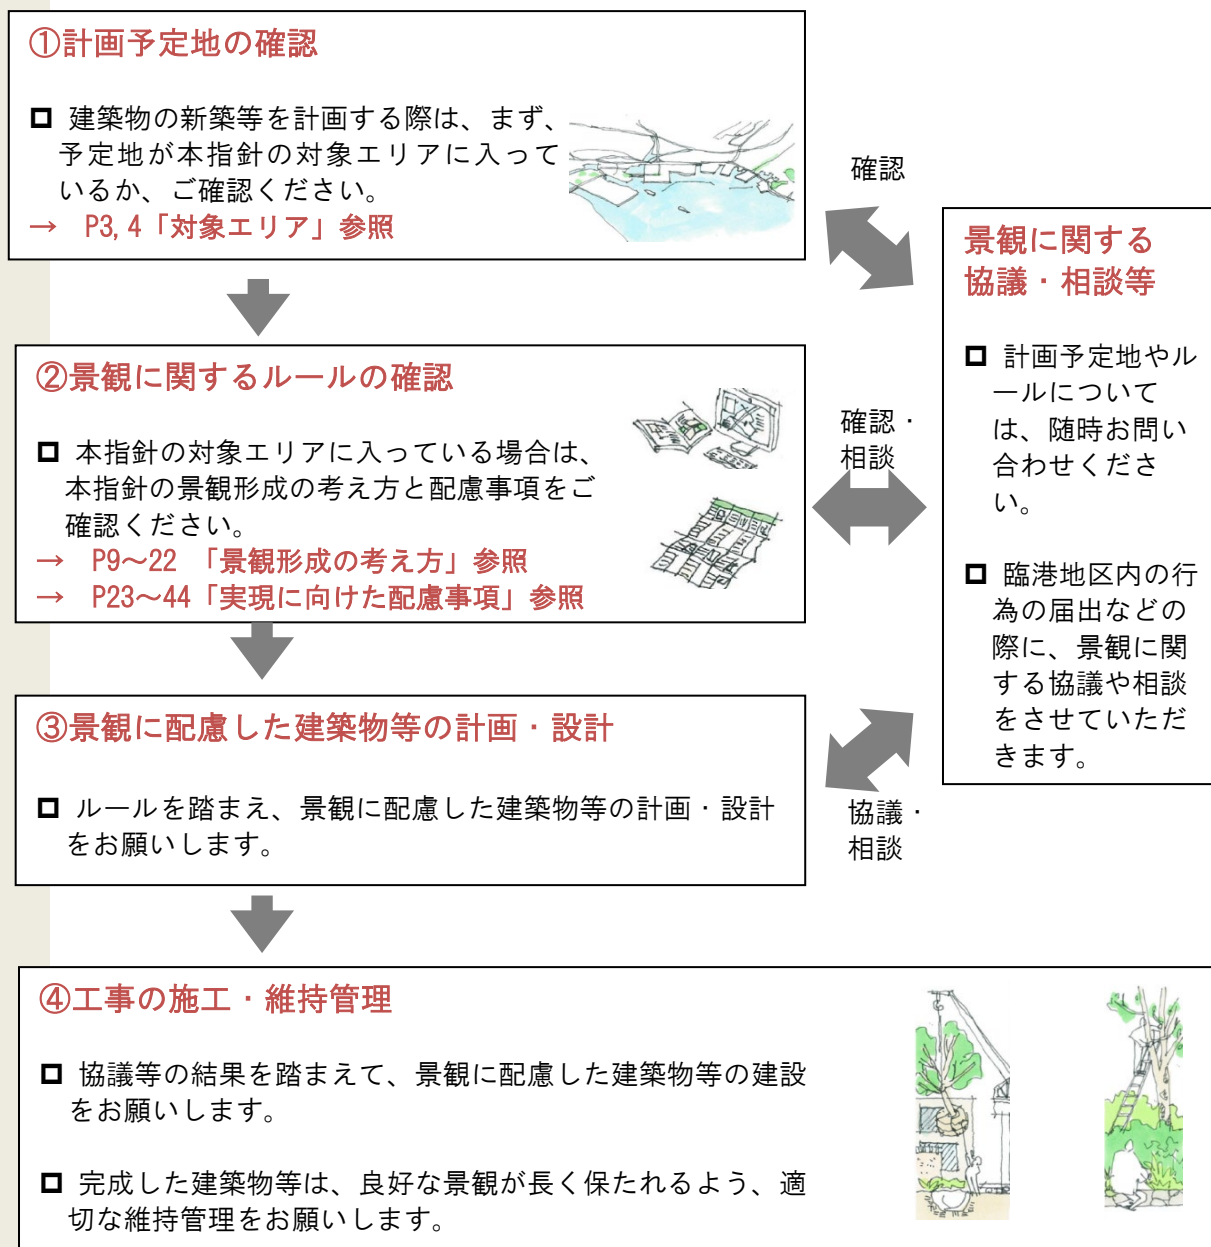 ①計画予定地の確認
□ 建築物の新築等を計画する際は、まず、
予定地が本指針の対象エリアに入って
いるか、ご確認ください。
→ P3,4「対象エリア」参照
確認
②景観に関するルールの確認
□ 本指針の対象エリアに入っている場合は、
本指針の景観形成の考え方と配慮事項をご
確認ください。
→ P9～22 「景観形成の考え方」参照
→ P23～44「実現に向けた配慮事項」参照
確認・
相談
③景観に配慮した建築物等の計画・設計
□ ルールを踏まえ、景観に配慮した建築物等の計画・設計
をお願いします。
協議・
相談
景観に関する
協議・相談等
□ 計画予定地やル
ールについて
は、随時お問い
合わせくださ
い。
□ 臨港地区内の行
為の届出などの
際に、景観に関
する協議や相談
をさせていただ
きます。
④工事の施工・維持管理
□ 協議等の結果を踏まえて、景観に配慮した建築物等の建設
をお願いします。
□ 完成した建築物等は、良好な景観が長く保たれるよう、適
切な維持管理をお願いします。